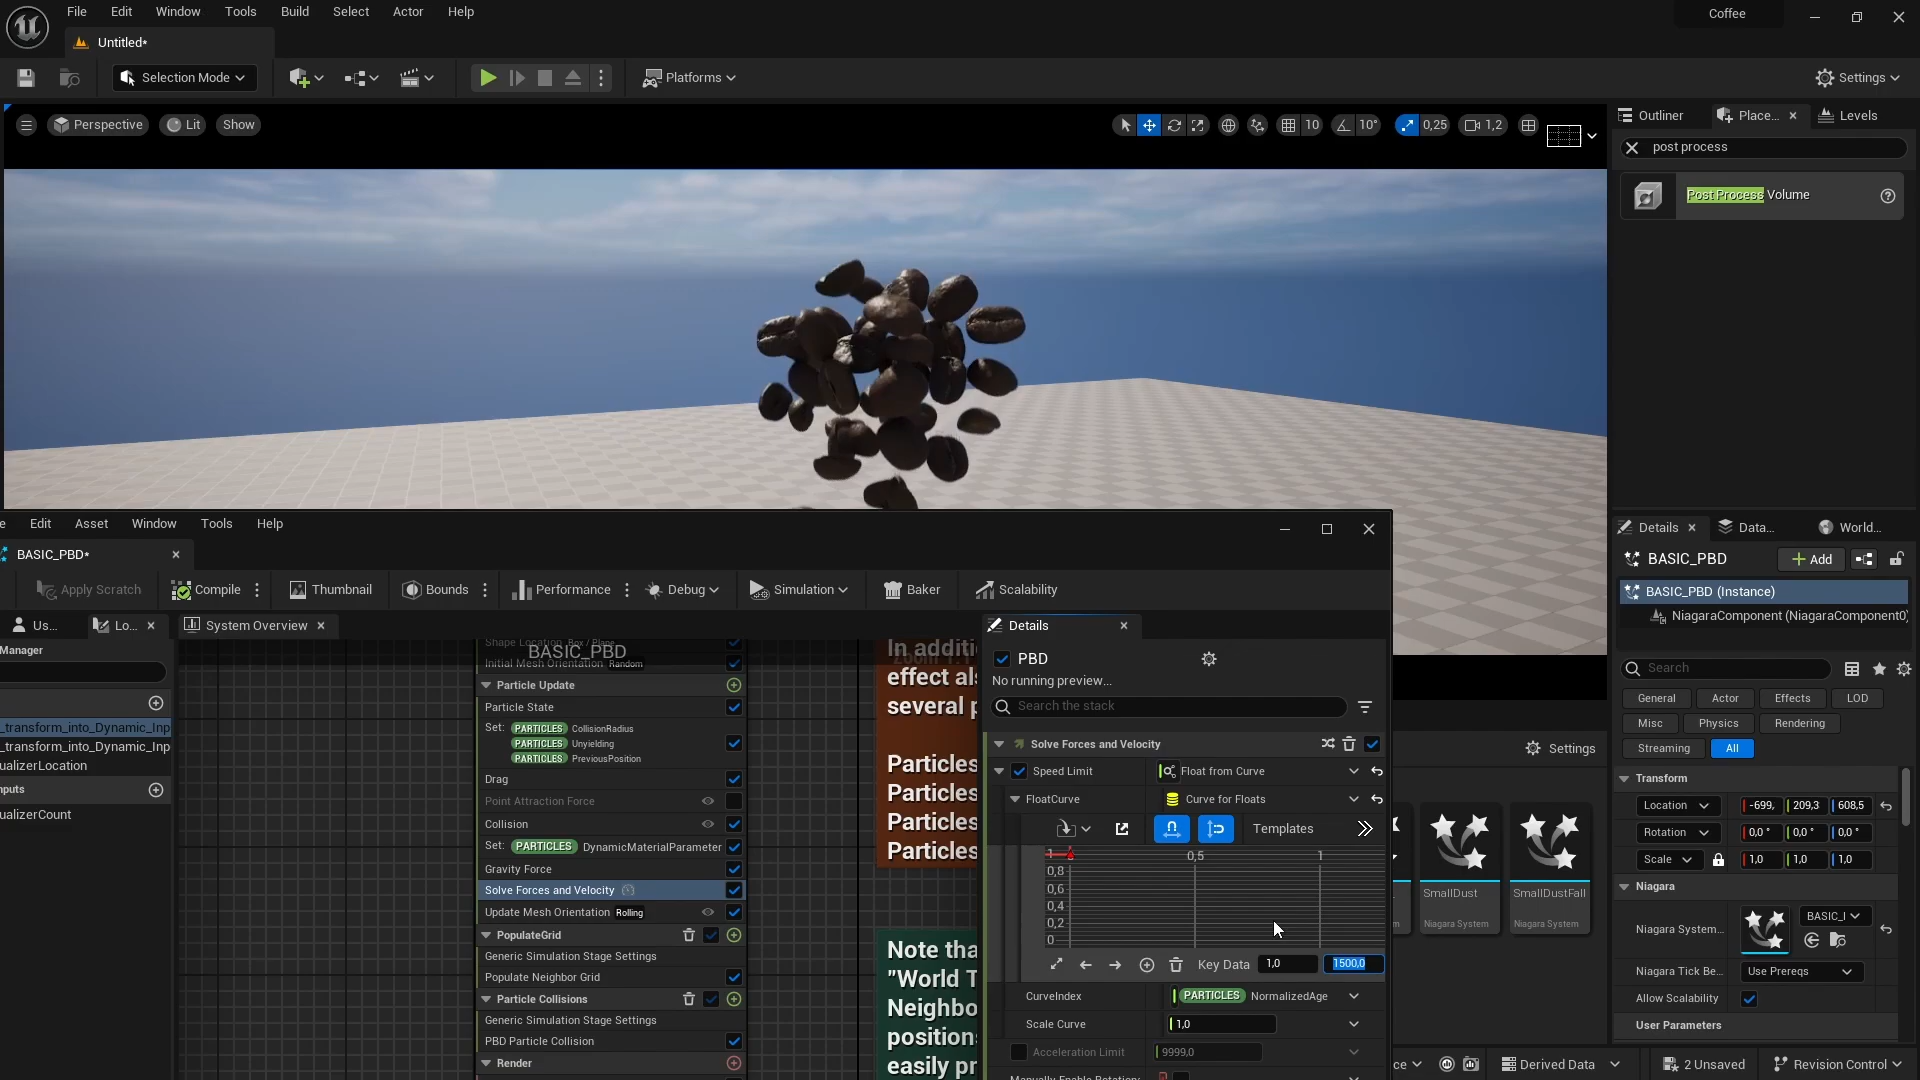 File Edit Window Tools Build Select Actor Help
Coffee
Untitled*
Selection Mode
Platforms
Settings
Perspective Lit Show
10 10° 0,25 1,2
Outliner Place... Levels
post process
Post Process Volume
Edit Asset Window Tools Help
BASIC_PBD*
Apply Scratch Compile Thumbnail Bounds Performance Debug Simulation Baker Scalability
Us... Lo... System Overview
Manager
_transform_into_Dynamic_Inp
_transform_into_Dynamic_Inp
ualizerLocation
nputs
ualizerCount
BASIC_PBD
Shape Location Box / Plane
Initial Mesh Orientation Random
Particle Update
Particle State
Set: PARTICLES CollisionRadius
PARTICLES Unyielding
PARTICLES PreviousPosition
Drag
Point Attraction Force
Collision
Set: PARTICLES DynamicMaterialParameter
Gravity Force
Solve Forces and Velocity
Update Mesh Orientation Rolling
PopulateGrid
Generic Simulation Stage Settings
Populate Neighbor Grid
Particle Collisions
Generic Simulation Stage Settings
PBD Particle Collision
Render
In additi
effect als
several p
Particles
Particles
Particles
Particles
Note tha
"World T
Neighbo
position
easily pr
Details
PBD
No running preview...
Search the stack
Solve Forces and Velocity
Speed Limit Float from Curve
FloatCurve Curve for Floats
Templates
1 0,5 1
0,8
0,6
0,4
0,2
0
Key Data 1,0 1500,0
CurveIndex PARTICLES NormalizedAge
Scale Curve 1,0
Acceleration Limit 9999,0
Settings
SmallDust
Niagara System
SmallDustFall
Niagara System
Details Data... World...
BASIC_PBD Add
BASIC_PBD (Instance)
NiagaraComponent (NiagaraComponent0)
Search
General Actor Effects LOD
Misc Physics Rendering
Streaming All
Transform
Location -699, 209,3 608,5
Rotation 0,0 ° 0,0 ° 0,0 °
Scale 1,0 1,0 1,0
Niagara
Niagara System... BASIC_I
Niagara Tick Be... Use Prereqs
Allow Scalability
User Parameters
Derived Data 2 Unsaved Revision Control